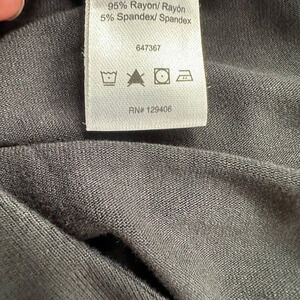 95% Rayon/ Rayón
5% Spandex/ Spandex
647367
RN# 129406